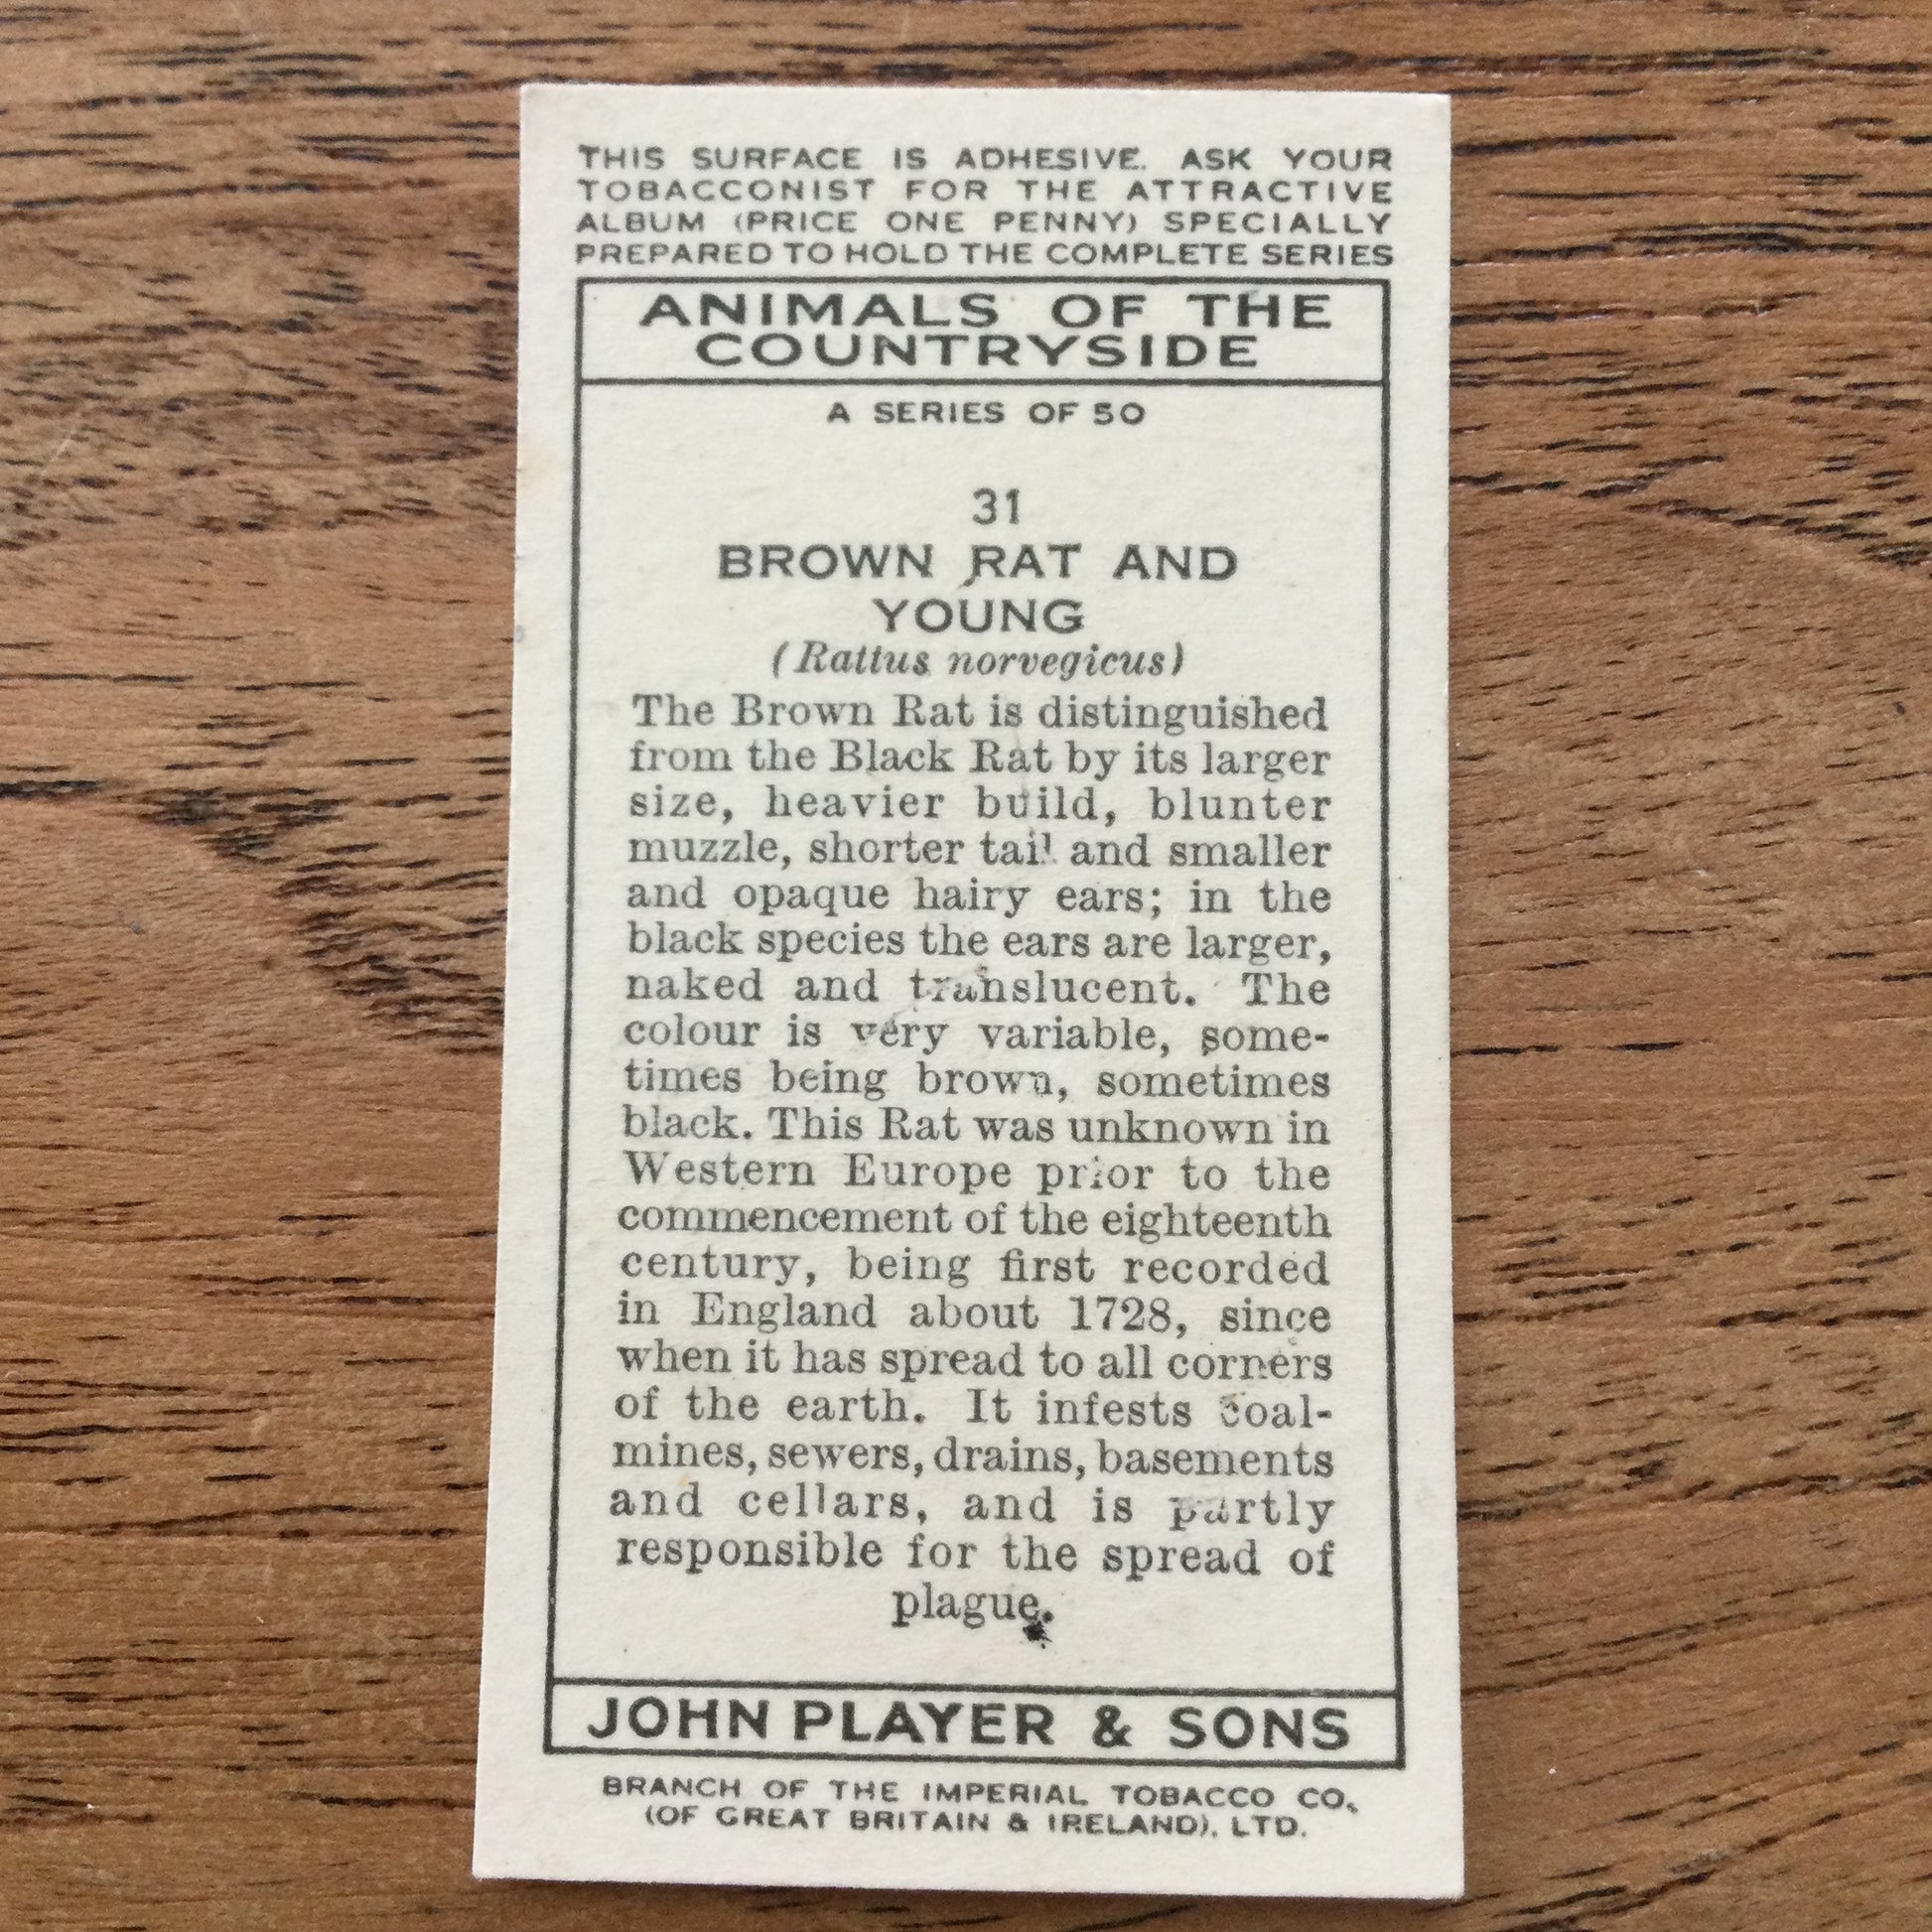 THIS SURFACE IS ADHESIVE. ASK YOUR
TOBACCONIST FOR THE ATTRACTIVE
ALBUM (PRICE ONE PENNY) SPECIALLY
PREPARED TO HOLD THE COMPLETE SERIES
ANIMALS OF THE
COUNTRYSIDE
A SERIES OF 50
31
BROWN RAT AND
YOUNG
(Rattus norvegicus)
The Brown Rat is distinguished
from the Black Rat by its larger
size, heavier build, blunter
muzzle, shorter tail and smaller
and opaque hairy ears; in the
black species the ears are larger,
naked and translucent. The
colour is very variable, some-
times being brown, sometimes
black. This Rat was unknown in
Western Europe prior to the
commencement of the eighteenth
century, being first recorded
in England about 1728, since
when it has spread to all corners
of the earth. It infests coal-
mines, sewers, drains, basements
and cellars, and is partly
responsible for the spread of
plague.
JOHN PLAYER & SONS
BRANCH OF THE IMPERIAL TOBACCO CO.
(OF GREAT BRITAIN & IRELAND), LTD.